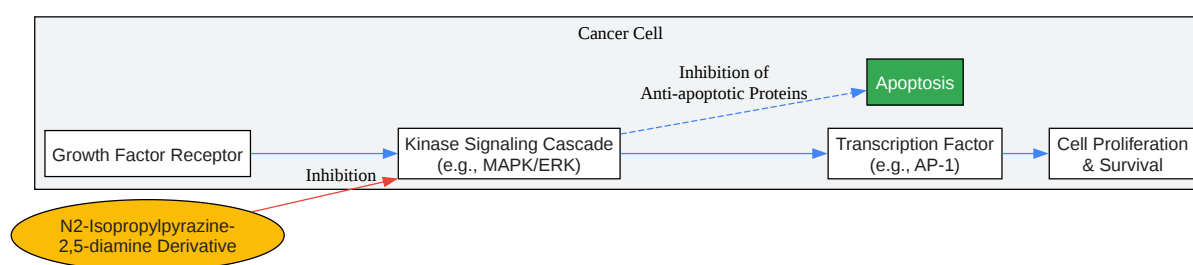 Cancer Cell
Inhibition of
Anti-apoptotic Proteins
Apoptosis
Growth Factor Receptor
Kinase Signaling Cascade
(e.g., MAPK/ERK)
Transcription Factor
(e.g., AP-1)
Cell Proliferation
& Survival
Inhibition
N2-Isopropylpyrazine-
2,5-diamine Derivative